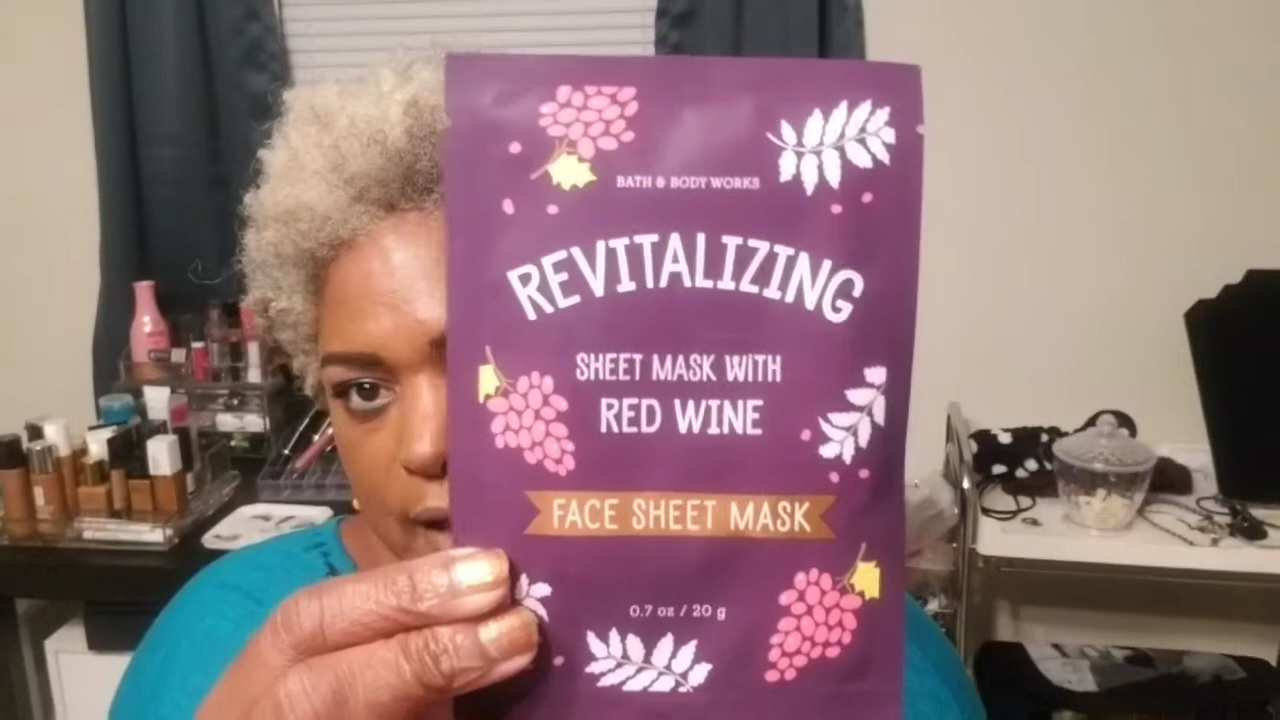 BATH & BODY WORKS
REVITALIZING
SHEET MASK WITH
RED WINE
FACE SHEET MASK
0.7 oz / 20 g